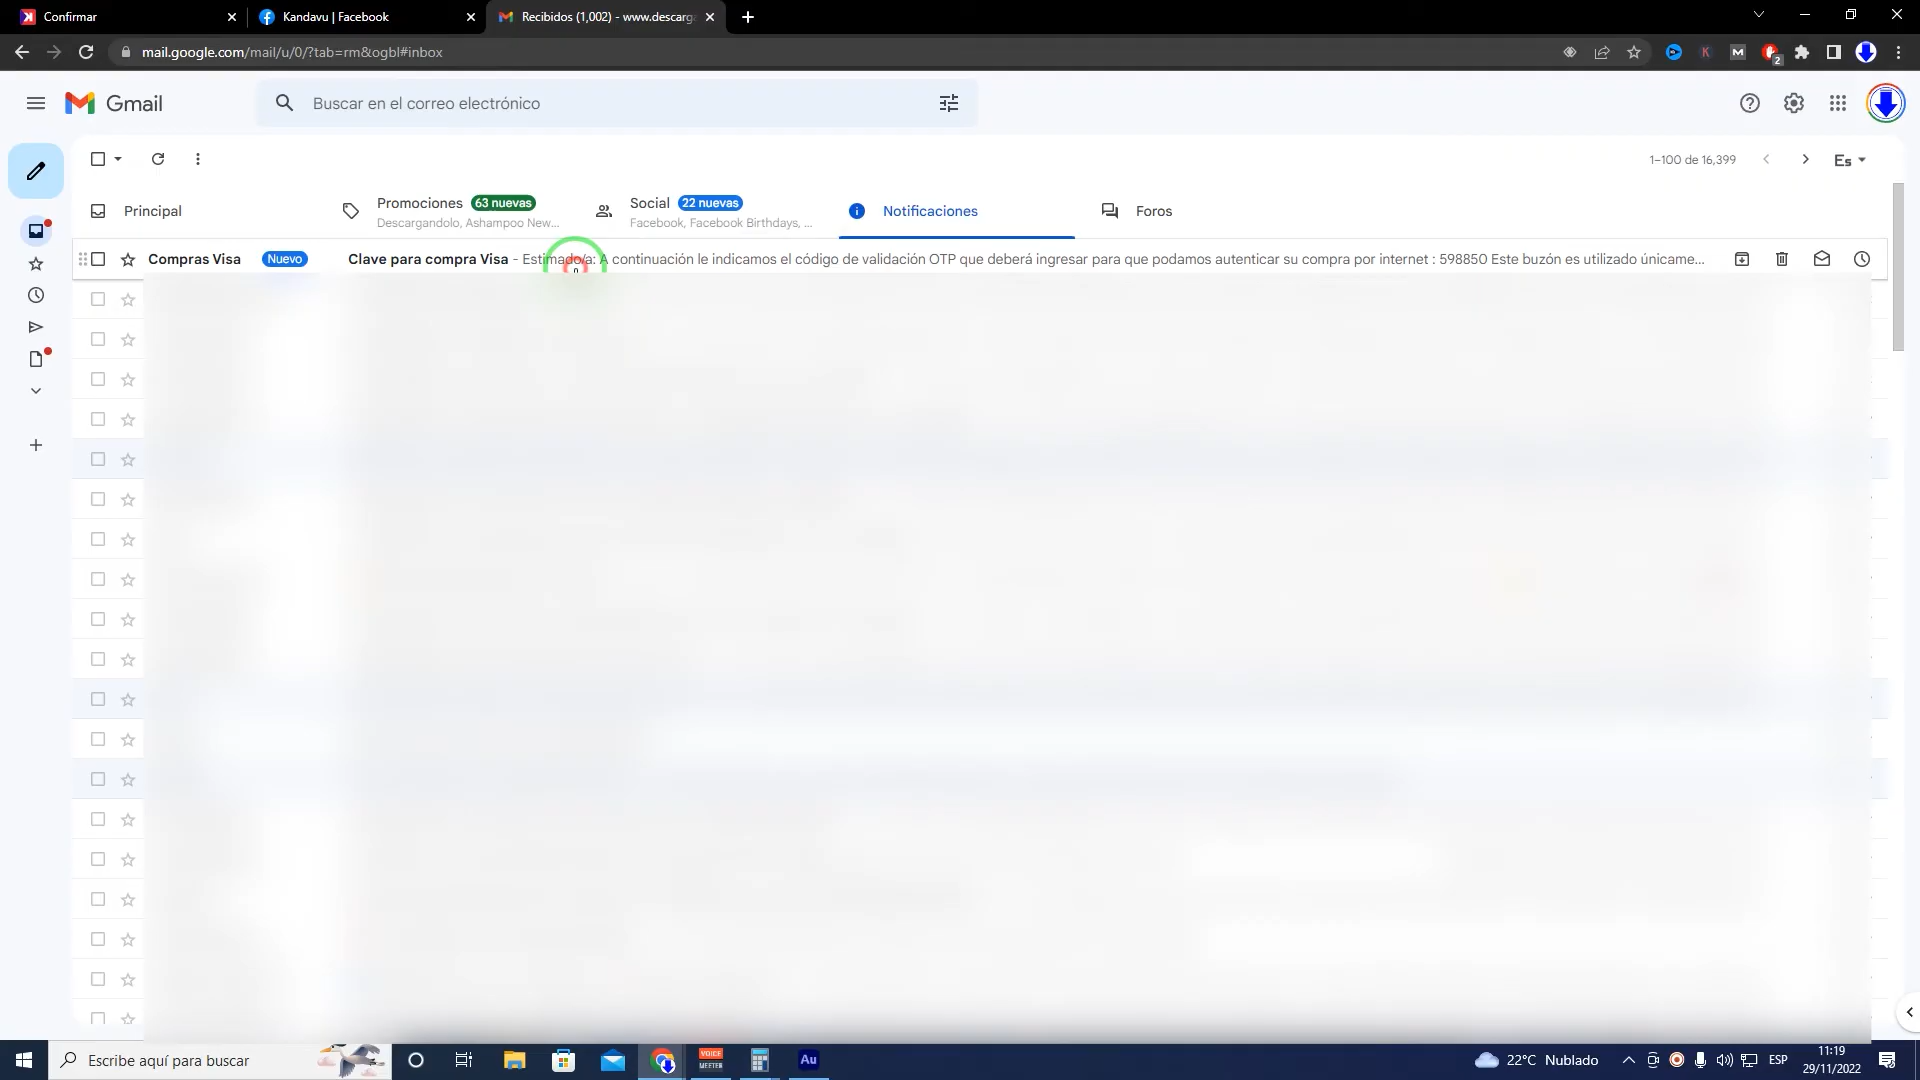 Confirmar
Kandavu | Facebook
Recibidos (1,002) - www.descarg
mail.google.com/mail/u/0/?tab=rm&ogbl#inbox
2
Gmail
Buscar en el correo electrónico
1–100 de 16,399
Es
Principal
Promociones 63 nuevas
Descargandolo, Ashampoo New...
Social 22 nuevas
Facebook, Facebook Birthdays, ...
Notificaciones
Foros
Compras Visa Nuevo Clave para compra Visa - Estimado/a: A continuación le indicamos el código de validación OTP que deberá ingresar para que podamos autenticar su compra por internet : 598850 Este buzón es utilizado únicame...
Escribe aquí para buscar
VOICE
MEETER
Au
22°C Nublado
ESP
11:19
29/11/2022